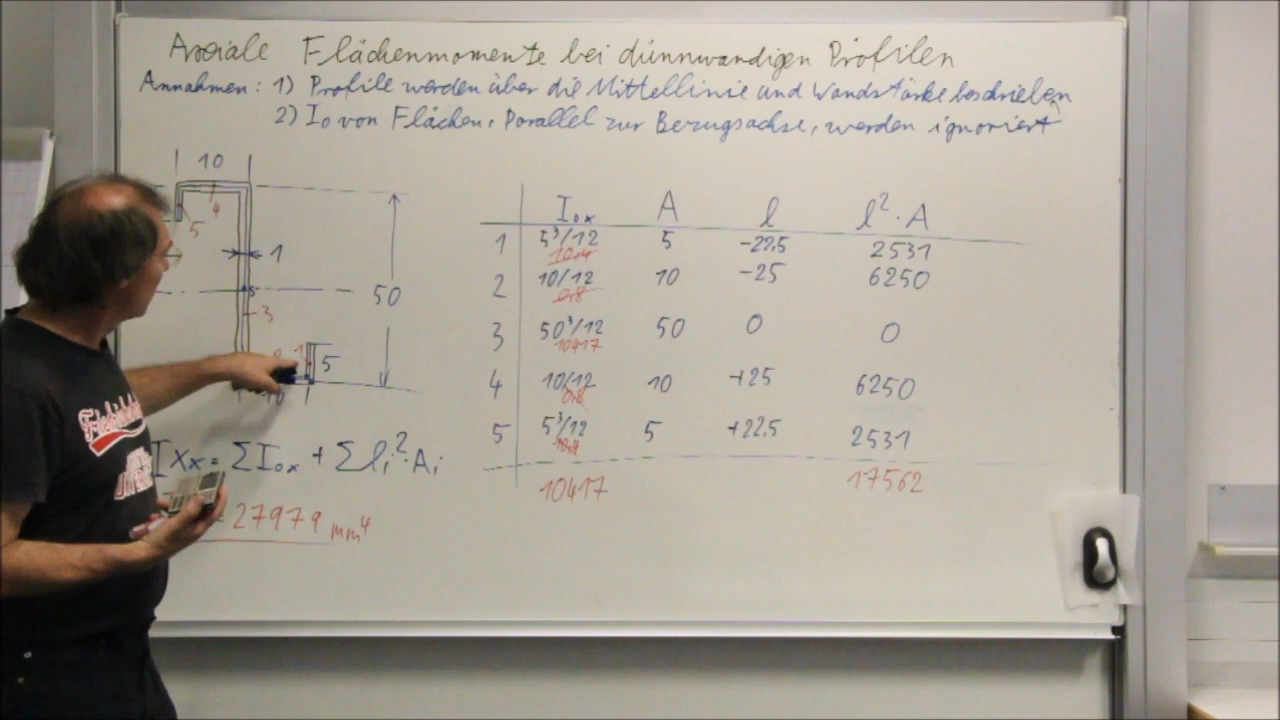 Axiale Flächenmomente bei dünnwandigen Profilen
Annahmen: 1) Profile werden über die Mittellinie und Wandstärke beschrieben
2) I₀ von Flächen, Parallel zur Bezugsachse, werden ignoriert
10
5
4
1
S
50
3
1
5
10
I₀ₓ A l l²·A
1 5³/12 5 -22,5 2531
10,4
2 10/12 10 -25 6250
0,8
3 50³/12 50 0 0
10417
4 10/12 10 +25 6250
0,8
5 5³/12 5 +22,5 2531
10,4
10417 17562
Ixx = ΣI₀ₓ + Σlᵢ²·Aᵢ
= 27979 mm⁴